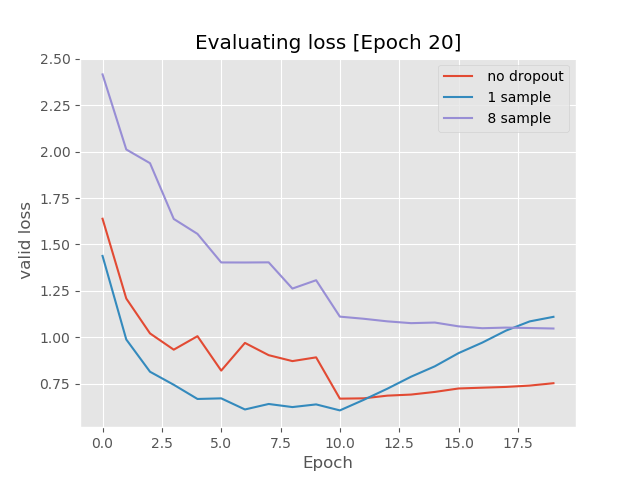 Evaluating loss [Epoch 20]
no dropout
1 sample
8 sample
valid loss
2.50
2.25
2.00
1.75
1.50
1.25
1.00
0.75
0.0 2.5 5.0 7.5 10.0 12.5 15.0 17.5
Epoch